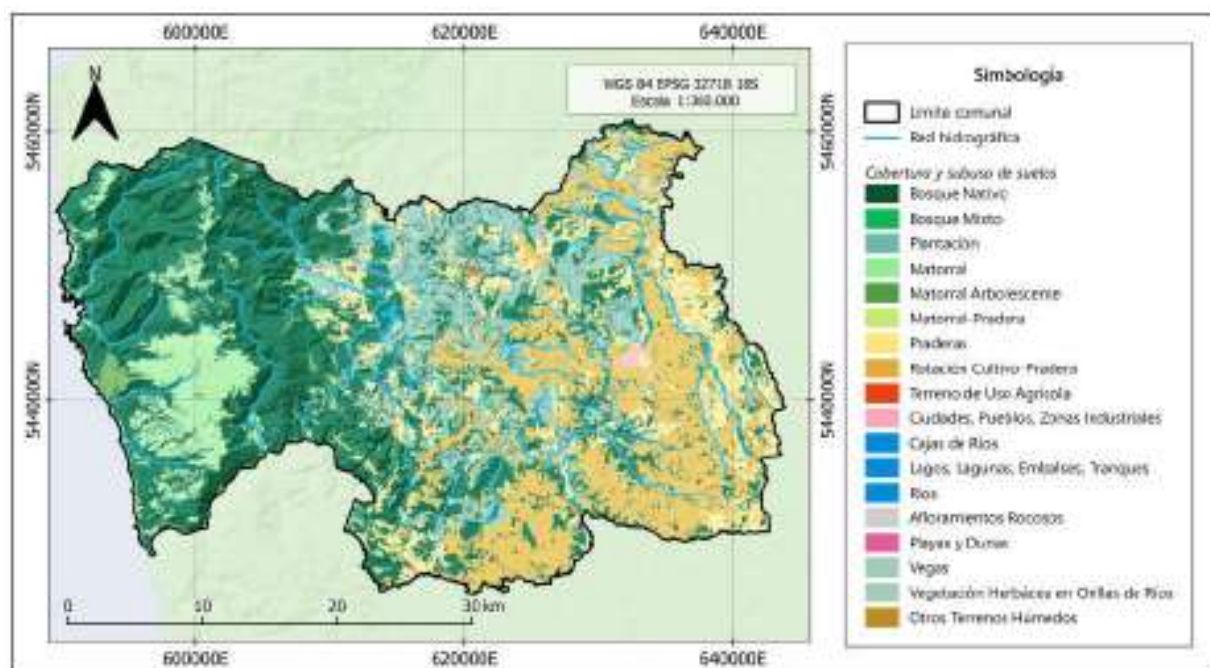 600000E 620000E 640000E
N
WGS 84 EPSG 32718 18S
Escala 1:360.000
5460000N
5440000N
5460000N
5440000N
0 10 20 30 km
600000E 620000E 640000E
Simbología
Límite comunal
Red hidrográfica
Cobertura y subuso de suelos
Bosque Nativo
Bosque Mixto
Plantación
Matorral
Matorral Arborescente
Matorral-Pradera
Praderas
Rotación Cultivo-Pradera
Terreno de Uso Agrícola
Ciudades, Pueblos, Zonas Industriales
Cajas de Ríos
Lagos, Lagunas, Embalses, Tranques
Ríos
Afloramientos Rocosos
Playas y Dunas
Vegas
Vegetación Herbácea en Orillas de Ríos
Otros Terrenos Húmedos